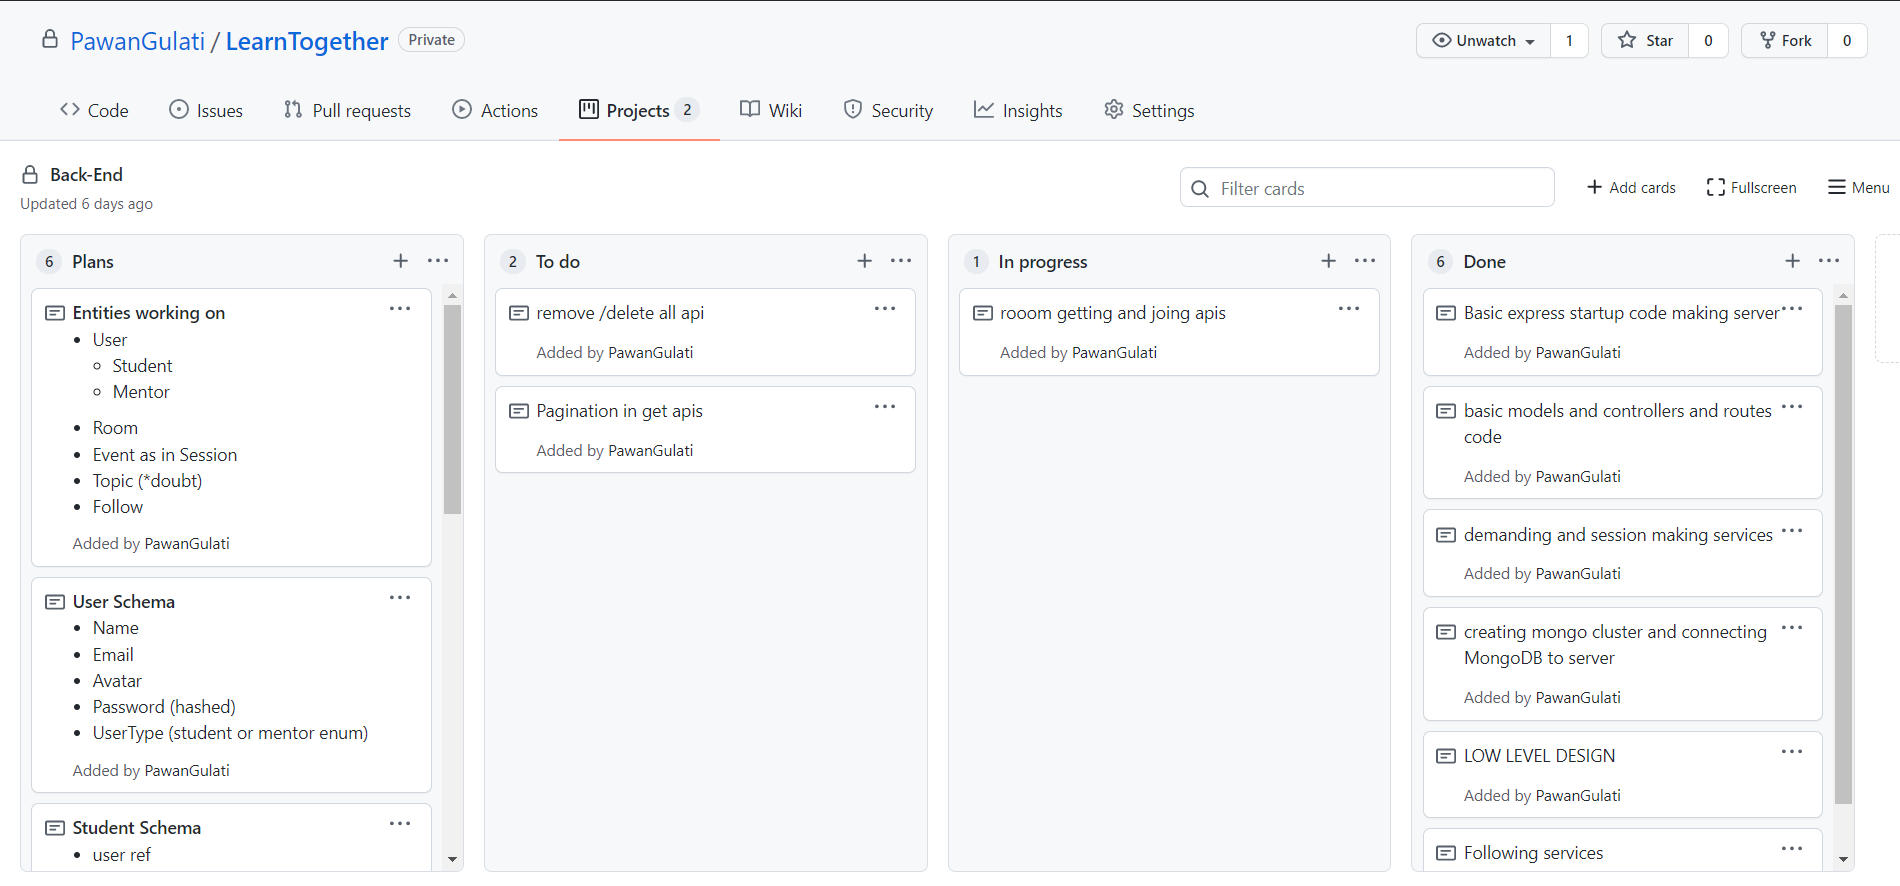 PawanGulati / LearnTogether Private
Unwatch 1
Star 0
Fork 0
Code
Issues
Pull requests
Actions
Projects 2
Wiki
Security
Insights
Settings
Back-End
Updated 6 days ago
Filter cards
Add cards
Fullscreen
Menu
6 Plans
Entities working on
User
Student
Mentor
Room
Event as in Session
Topic (*doubt)
Follow
Added by PawanGulati
User Schema
Name
Email
Avatar
Password (hashed)
UserType (student or mentor enum)
Added by PawanGulati
Student Schema
user ref
2 To do
remove /delete all api
Added by PawanGulati
Pagination in get apis
Added by PawanGulati
1 In progress
rooom getting and joing apis
Added by PawanGulati
6 Done
Basic express startup code making server
Added by PawanGulati
basic models and controllers and routes
code
Added by PawanGulati
demanding and session making services
Added by PawanGulati
creating mongo cluster and connecting
MongoDB to server
Added by PawanGulati
LOW LEVEL DESIGN
Added by PawanGulati
Following services